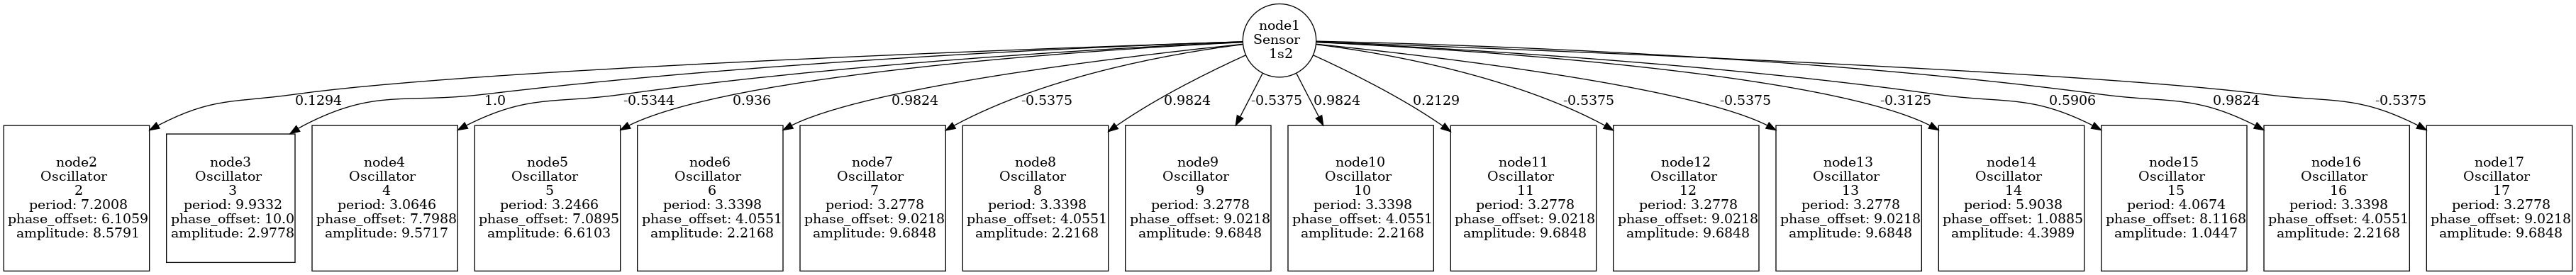 node1
Sensor
1s2
0.1294
1.0
-0.5344
0.936
0.9824
-0.5375
0.9824
-0.5375
0.9824
0.2129
-0.5375
-0.5375
-0.3125
0.5906
0.9824
-0.5375
node2
Oscillator
2
period: 7.2008
phase_offset: 6.1059
amplitude: 8.5791
node3
Oscillator
3
period: 9.9332
phase_offset: 10.0
amplitude: 2.9778
node4
Oscillator
4
period: 3.0646
phase_offset: 7.7988
amplitude: 9.5717
node5
Oscillator
5
period: 3.2466
phase_offset: 7.0895
amplitude: 6.6103
node6
Oscillator
6
period: 3.3398
phase_offset: 4.0551
amplitude: 2.2168
node7
Oscillator
7
period: 3.2778
phase_offset: 9.0218
amplitude: 9.6848
node8
Oscillator
8
period: 3.3398
phase_offset: 4.0551
amplitude: 2.2168
node9
Oscillator
9
period: 3.2778
phase_offset: 9.0218
amplitude: 9.6848
node10
Oscillator
10
period: 3.3398
phase_offset: 4.0551
amplitude: 2.2168
node11
Oscillator
11
period: 3.2778
phase_offset: 9.0218
amplitude: 9.6848
node12
Oscillator
12
period: 3.2778
phase_offset: 9.0218
amplitude: 9.6848
node13
Oscillator
13
period: 3.2778
phase_offset: 9.0218
amplitude: 9.6848
node14
Oscillator
14
period: 5.9038
phase_offset: 1.0885
amplitude: 4.3989
node15
Oscillator
15
period: 4.0674
phase_offset: 8.1168
amplitude: 1.0447
node16
Oscillator
16
period: 3.3398
phase_offset: 4.0551
amplitude: 2.2168
node17
Oscillator
17
period: 3.2778
phase_offset: 9.0218
amplitude: 9.6848